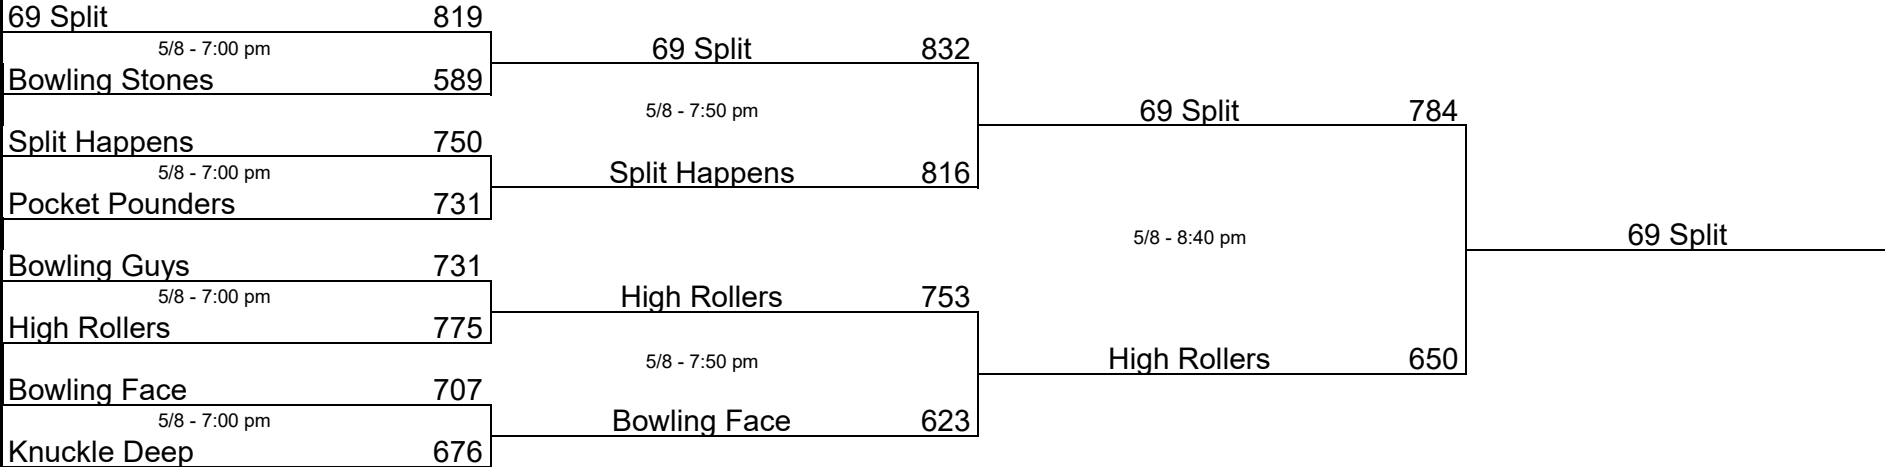 69 Split 819
5/8 - 7:00 pm
Bowling Stones 589
Split Happens 750
5/8 - 7:00 pm
Pocket Pounders 731
Bowling Guys 731
5/8 - 7:00 pm
High Rollers 775
Bowling Face 707
5/8 - 7:00 pm
Knuckle Deep 676
69 Split 832
5/8 - 7:50 pm
Split Happens 816
High Rollers 753
5/8 - 7:50 pm
Bowling Face 623
69 Split 784
5/8 - 8:40 pm
High Rollers 650
69 Split